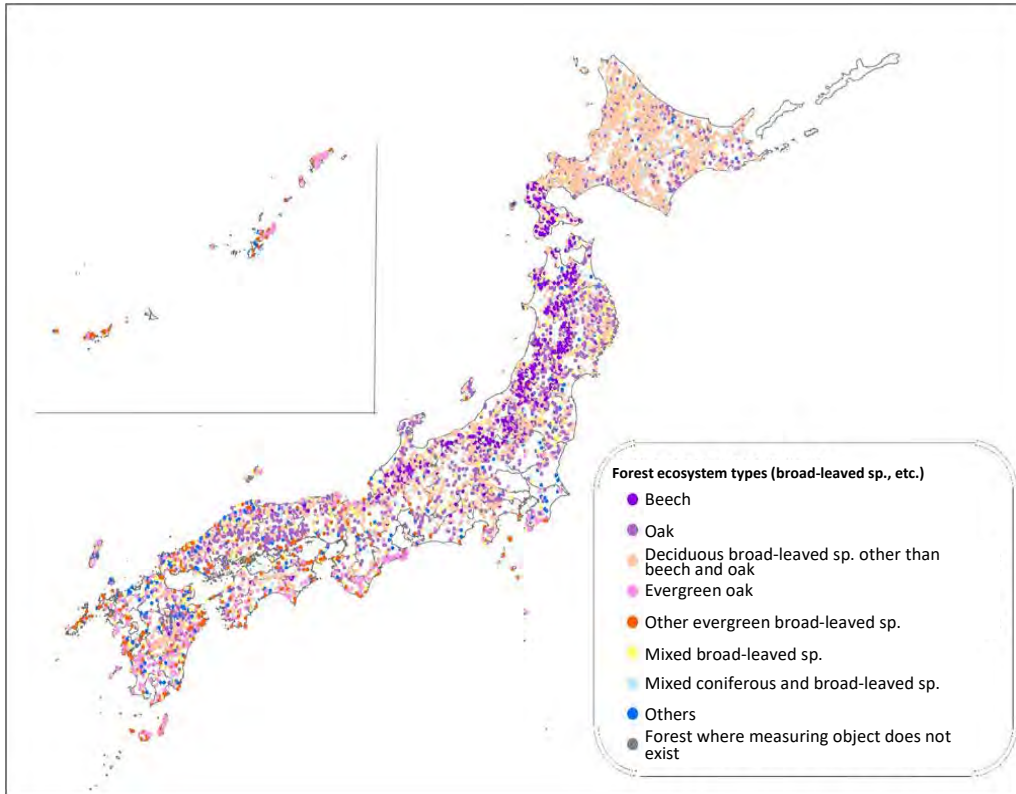 Forest ecosystem types (broad-leaved sp., etc.)
Beech
Oak
Deciduous broad-leaved sp. other than
beech and oak
Evergreen oak
Other evergreen broad-leaved sp.
Mixed broad-leaved sp.
Mixed coniferous and broad-leaved sp.
Others
Forest where measuring object does not
exist